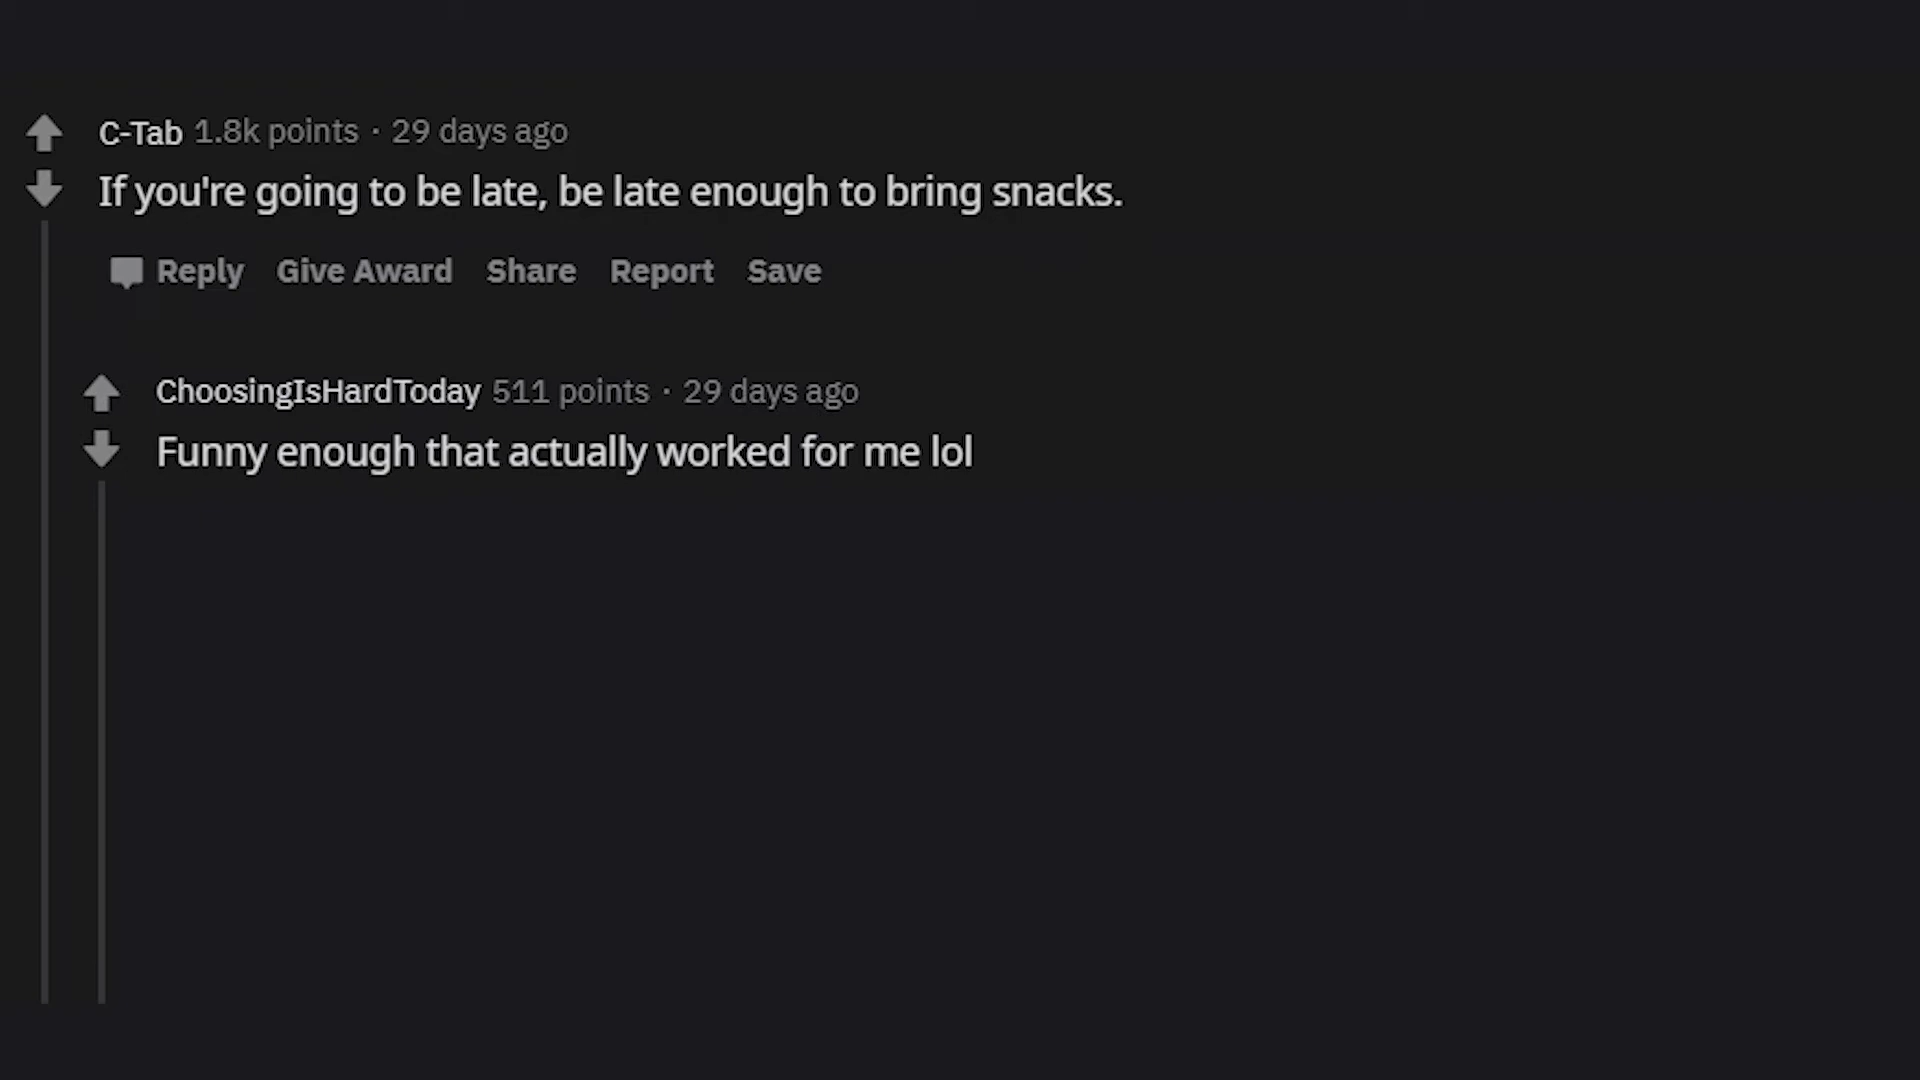 C-Tab 1.8k points · 29 days ago
If you're going to be late, be late enough to bring snacks.
Reply Give Award Share Report Save
ChoosingIsHardToday 511 points · 29 days ago
Funny enough that actually worked for me lol